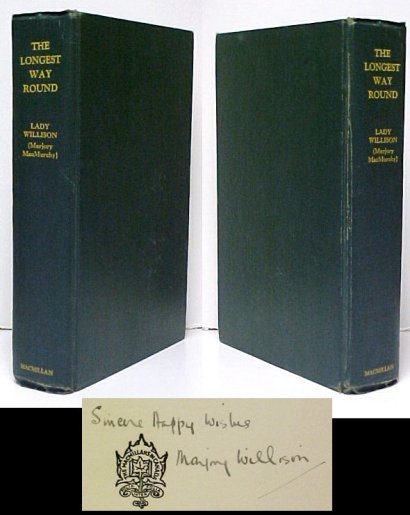 THE
LONGEST
WAY
ROUND
LADY
WILLISON
(Marjory
MacMurchy)
MACMILLAN
THE
LONGEST
WAY
ROUND
LADY
WILLISON
(Marjory
MacMurchy)
MACMILLAN
Sincere Happy Wishes
Marjory Willison